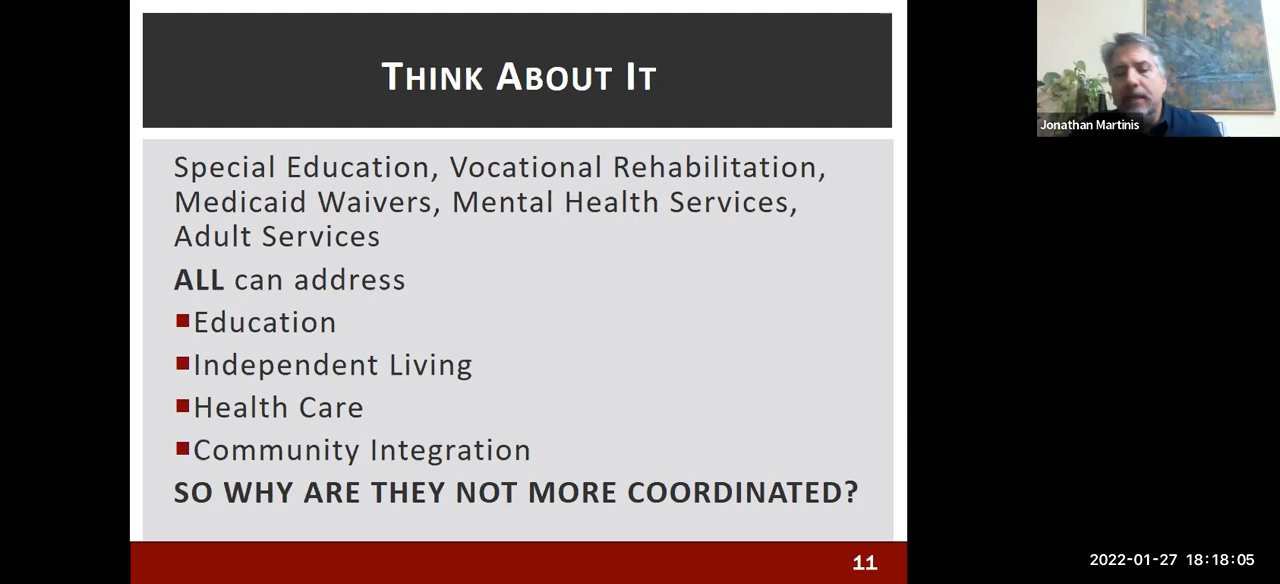 THINK ABOUT IT
Special Education, Vocational Rehabilitation,
Medicaid Waivers, Mental Health Services,
Adult Services
ALL can address
Education
Independent Living
Health Care
Community Integration
SO WHY ARE THEY NOT MORE COORDINATED?
11
Jonathan Martinis
2022-01-27 18:18:05